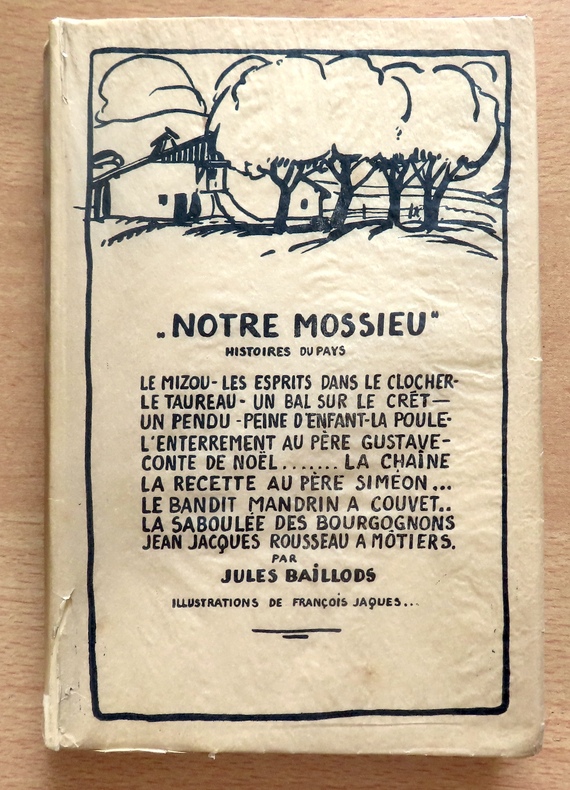 „NOTRE MOSSIEU"
HISTOIRES DU PAYS
LE MIZOU - LES ESPRITS DANS LE CLOCHER-
LE TAUREAU - UN BAL SUR LE CRÊT—
UN PENDU - PEINE D'ENFANT - LA POULE-
L'ENTERREMENT AU PÈRE GUSTAVE-
CONTE DE NOËL ....... LA CHAÎNE
LA RECETTE AU PÈRE SIMÉON ...
LE BANDIT MANDRIN A COUVET..
LA SABOULÉE DES BOURGOGNONS
JEAN JACQUES ROUSSEAU A MÔTIERS.
PAR
JULES BAILLODS
ILLUSTRATIONS DE FRANÇOIS JAQUES...